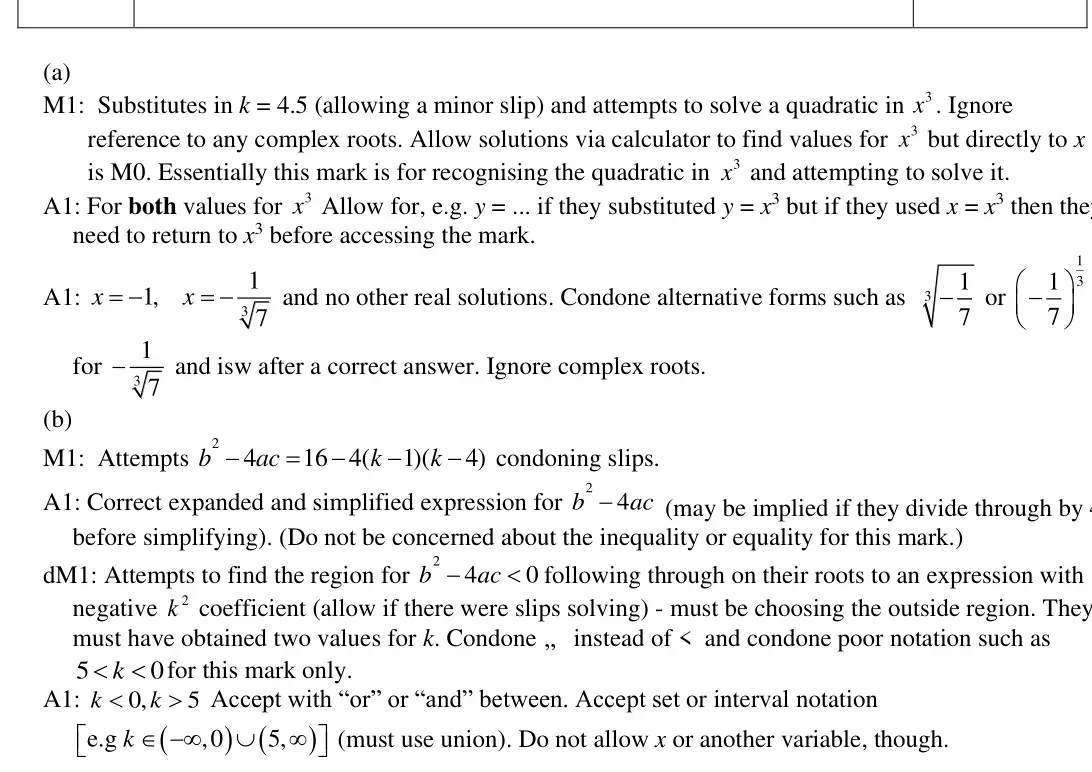 (a)
M1: Substitutes in k = 4.5 (allowing a minor slip) and attempts to solve a quadratic in x³. Ignore
reference to any complex roots. Allow solutions via calculator to find values for x³ but directly to x
is M0. Essentially this mark is for recognising the quadratic in x³ and attempting to solve it.
A1: For both values for x³ Allow for, e.g. y = ... if they substituted y = x³ but if they used x = x³ then they
need to return to x³ before accessing the mark.
A1: x = −1, x = −1/∛7 and no other real solutions. Condone alternative forms such as ∛(−1/7) or (−1/7)^(1/3)
for −1/∛7 and isw after a correct answer. Ignore complex roots.
(b)
M1: Attempts b² − 4ac = 16 − 4(k − 1)(k − 4) condoning slips.
A1: Correct expanded and simplified expression for b² − 4ac (may be implied if they divide through by 4
before simplifying). (Do not be concerned about the inequality or equality for this mark.)
dM1: Attempts to find the region for b² − 4ac < 0 following through on their roots to an expression with
negative k² coefficient (allow if there were slips solving) - must be choosing the outside region. They
must have obtained two values for k. Condone „ instead of < and condone poor notation such as
5 < k < 0 for this mark only.
A1: k < 0, k > 5 Accept with “or” or “and” between. Accept set or interval notation
[e.g k ∈ (−∞, 0) ∪ (5, ∞)] (must use union). Do not allow x or another variable, though.